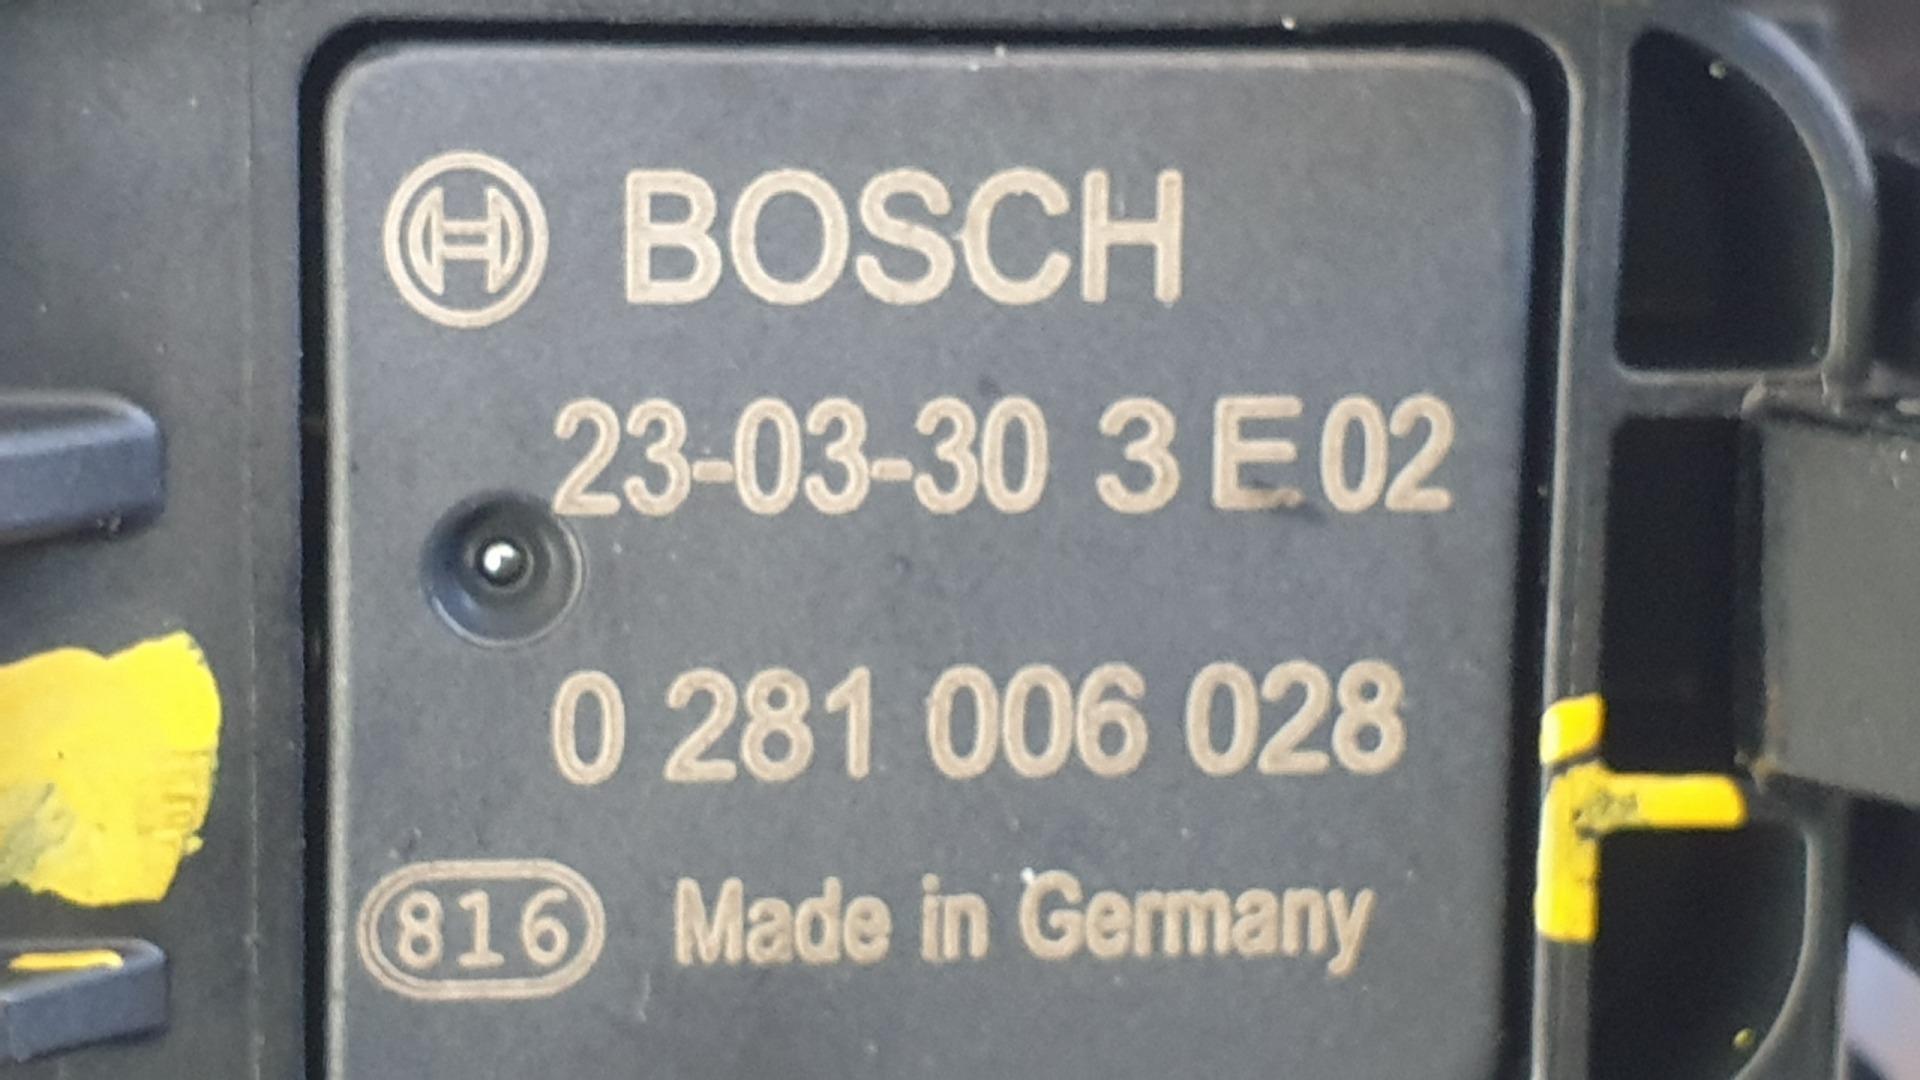 BOSCH
23-03-30 3 E 02
0 281 006 028
816 Made in Germany